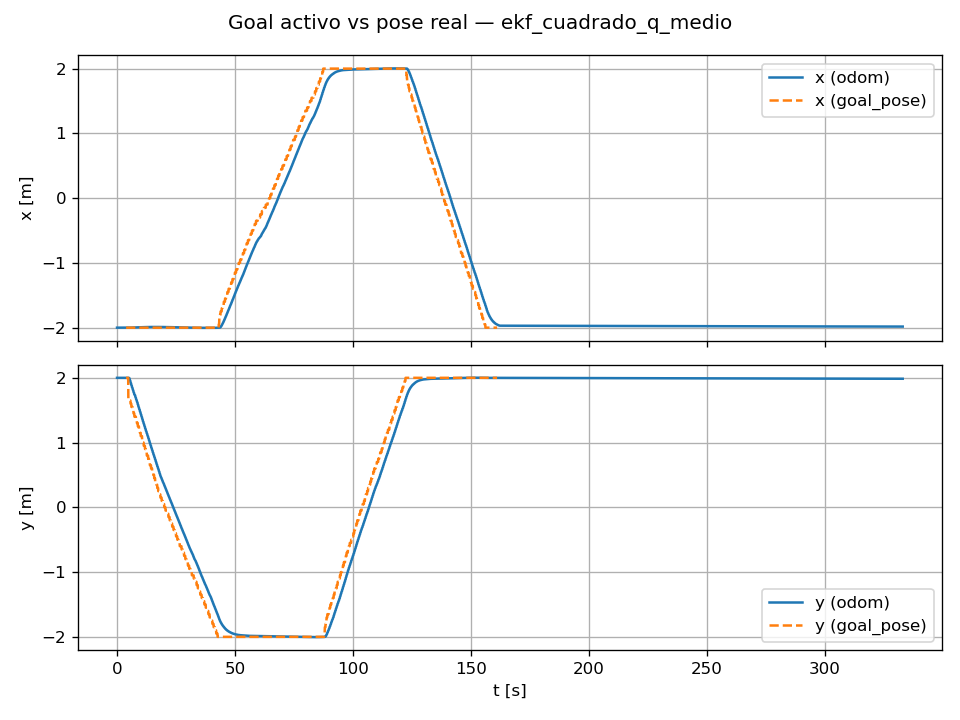 Goal activo vs pose real — ekf_cuadrado_q_medio
2
1
0
−1
−2
x [m]
x (odom)
x (goal_pose)
2
1
0
−1
−2
y [m]
y (odom)
y (goal_pose)
0
50
100
150
200
250
300
t [s]